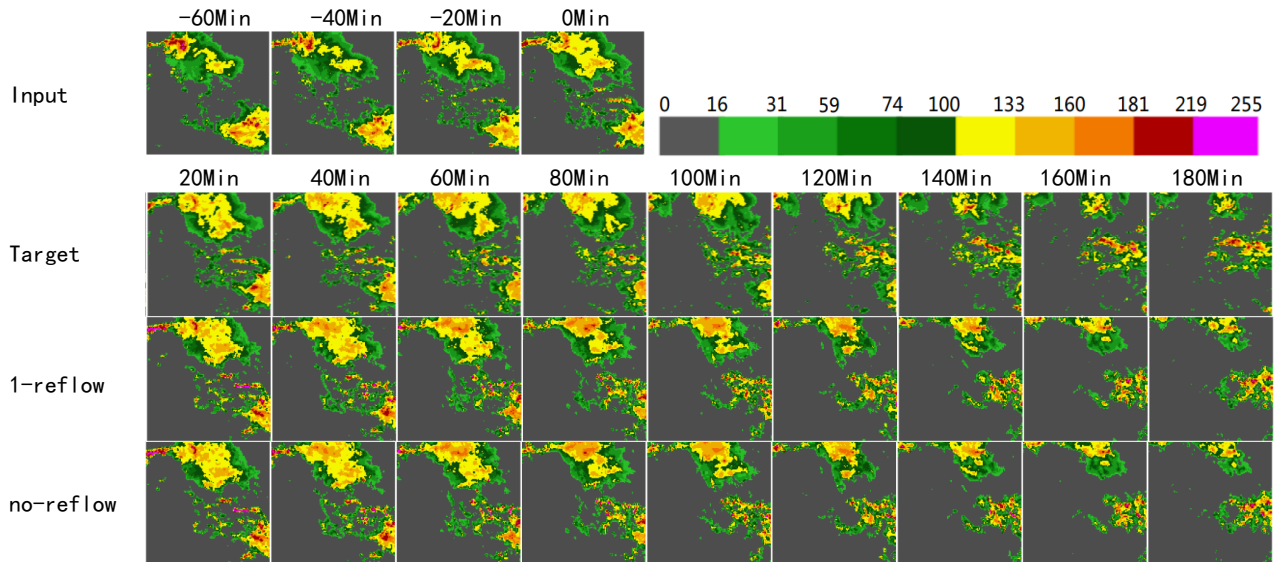 -60Min -40Min -20Min 0Min
Input
0 16 31 59 74 100 133 160 181 219 255
20Min 40Min 60Min 80Min 100Min 120Min 140Min 160Min 180Min
Target
1-reflow
no-reflow